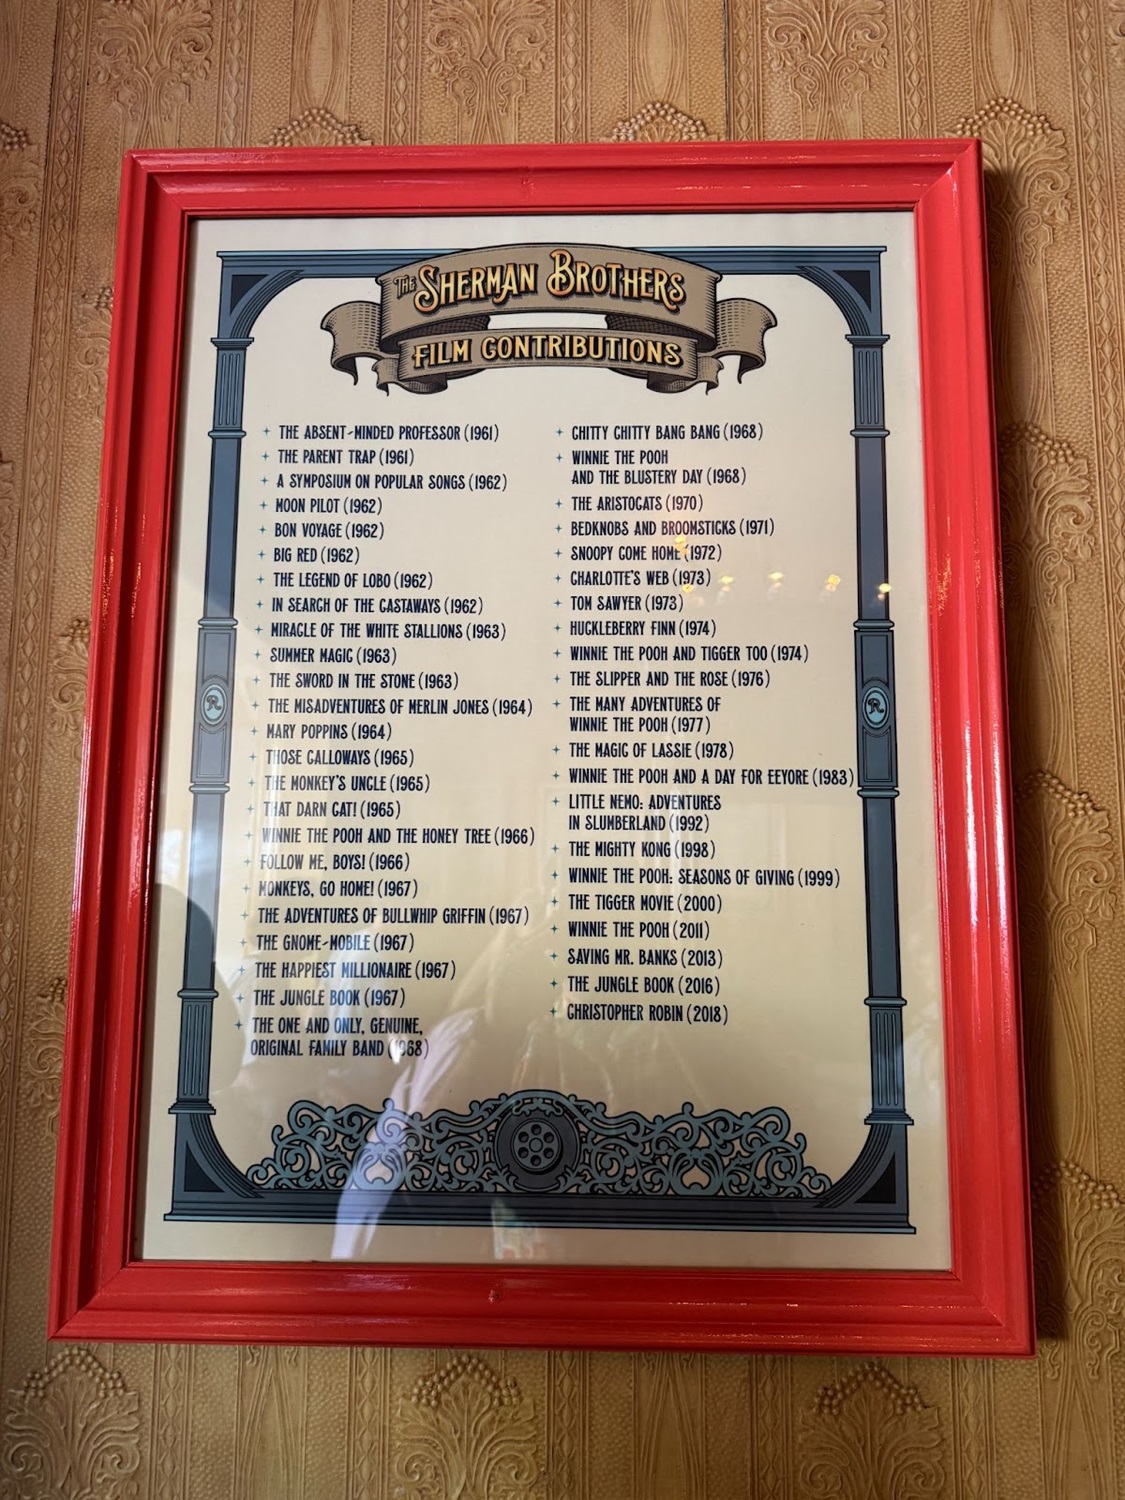 THE SHERMAN BROTHERS
FILM CONTRIBUTIONS
THE ABSENT-MINDED PROFESSOR (1961)
THE PARENT TRAP (1961)
A SYMPOSIUM ON POPULAR SONGS (1962)
MOON PILOT (1962)
BON VOYAGE (1962)
BIG RED (1962)
THE LEGEND OF LOBO (1962)
IN SEARCH OF THE CASTAWAYS (1962)
MIRACLE OF THE WHITE STALLIONS (1963)
SUMMER MAGIC (1963)
THE SWORD IN THE STONE (1963)
THE MISADVENTURES OF MERLIN JONES (1964)
MARY POPPINS (1964)
THOSE CALLOWAYS (1965)
THE MONKEY'S UNCLE (1965)
THAT DARN CAT! (1965)
WINNIE THE POOH AND THE HONEY TREE (1966)
FOLLOW ME, BOYS! (1966)
MONKEYS, GO HOME! (1967)
THE ADVENTURES OF BULLWHIP GRIFFIN (1967)
THE GNOME-MOBILE (1967)
THE HAPPIEST MILLIONAIRE (1967)
THE JUNGLE BOOK (1967)
THE ONE AND ONLY, GENUINE,
ORIGINAL FAMILY BAND (1968)
CHITTY CHITTY BANG BANG (1968)
WINNIE THE POOH
AND THE BLUSTERY DAY (1968)
THE ARISTOCATS (1970)
BEDKNOBS AND BROOMSTICKS (1971)
SNOOPY COME HOME (1972)
CHARLOTTE'S WEB (1973)
TOM SAWYER (1973)
HUCKLEBERRY FINN (1974)
WINNIE THE POOH AND TIGGER TOO (1974)
THE SLIPPER AND THE ROSE (1976)
THE MANY ADVENTURES OF
WINNIE THE POOH (1977)
THE MAGIC OF LASSIE (1978)
WINNIE THE POOH AND A DAY FOR EEYORE (1983)
LITTLE NEMO: ADVENTURES
IN SLUMBERLAND (1992)
THE MIGHTY KONG (1998)
WINNIE THE POOH: SEASONS OF GIVING (1999)
THE TIGGER MOVIE (2000)
WINNIE THE POOH (2011)
SAVING MR. BANKS (2013)
THE JUNGLE BOOK (2016)
CHRISTOPHER ROBIN (2018)
R
R